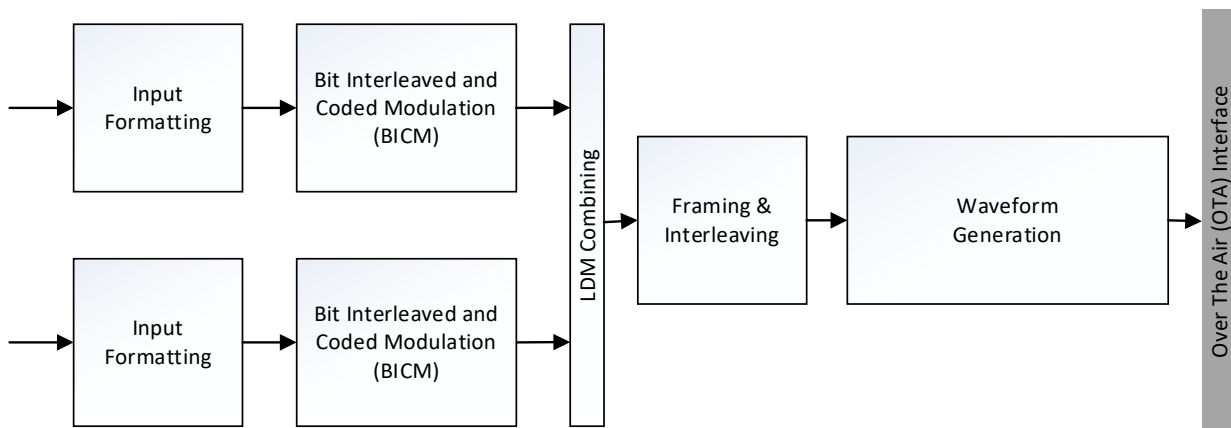 Input
Formatting
Bit Interleaved and
Coded Modulation
(BICM)
Input
Formatting
Bit Interleaved and
Coded Modulation
(BICM)
LDM Combining
Framing &
Interleaving
Waveform
Generation
Over The Air (OTA) Interface